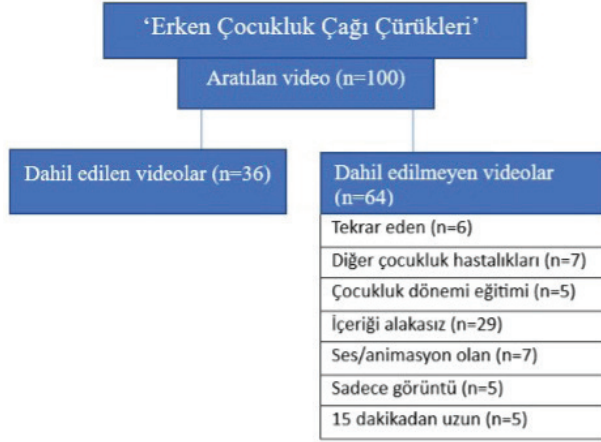 ‘Erken Çocukluk Çağı Çürükleri’
Aratılan video (n=100)
Dahil edilen videolar (n=36)
Dahil edilmeyen videolar
(n=64)
Tekrar eden (n=6)
Diğer çocukluk hastalıkları (n=7)
Çocukluk dönemi eğitimi (n=5)
İçeriği alakasız (n=29)
Ses/animasyon olan (n=7)
Sadece görüntü (n=5)
15 dakikadan uzun (n=5)